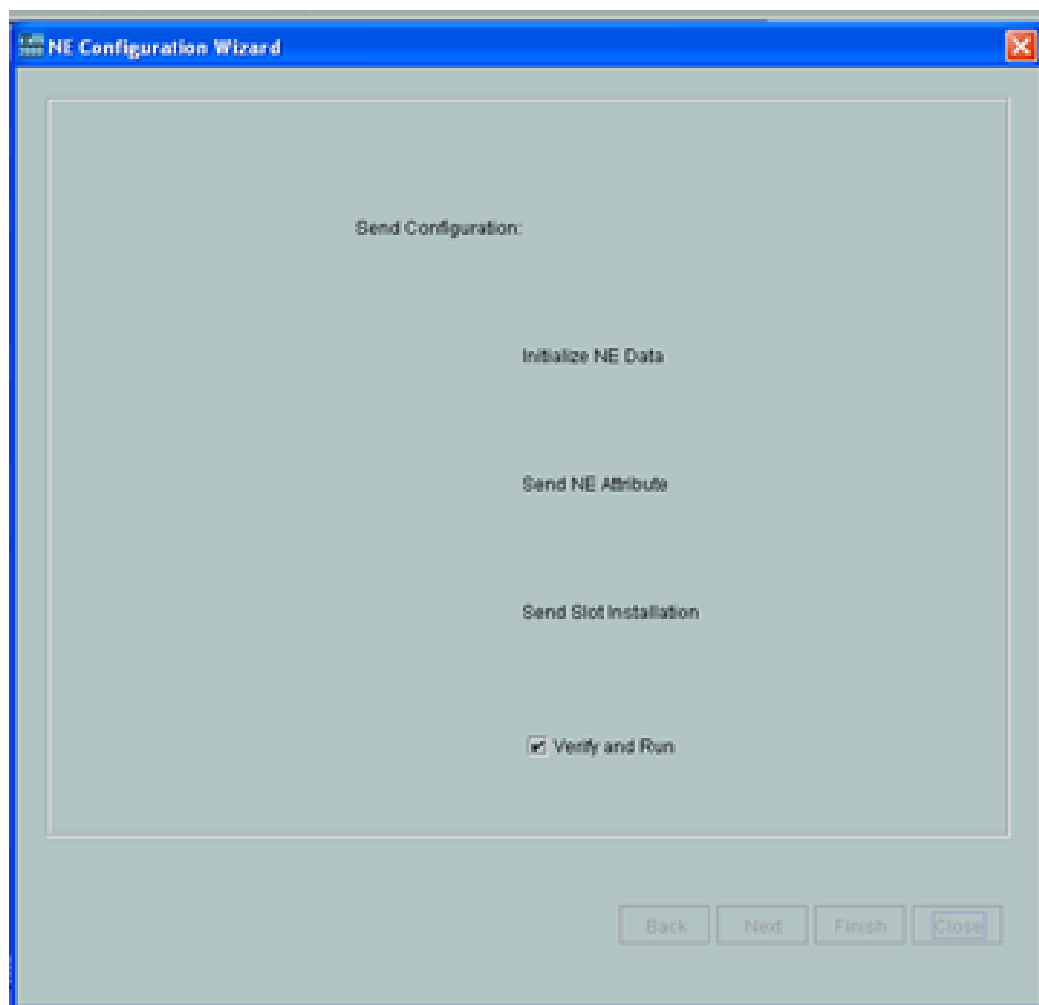 NE Configuration Wizard
Send Configuration:
Initialize NE Data
Send NE Attribute
Send Slot Installation
Verify and Run
Back Next Finish Close